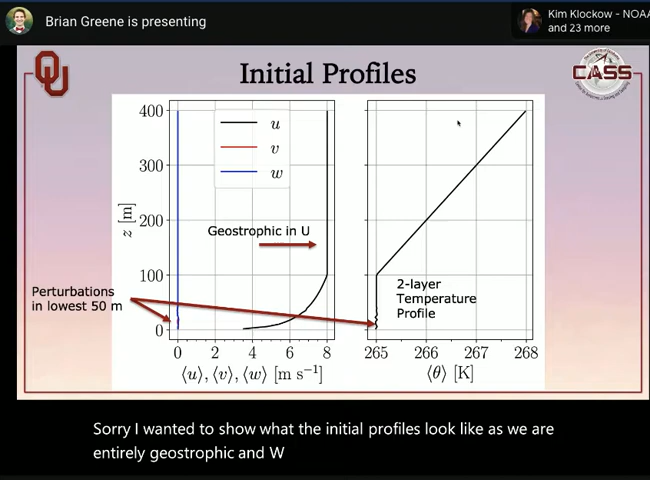 Brian Greene is presenting
Kim Klockow - NOAA
and 23 more
OU
Initial Profiles
CASS
400
300
200
100
0
z [m]
u
v
w
Geostrophic in U
Perturbations
in lowest 50 m
2-layer
Temperature
Profile
0 2 4 6 8
265 266 267 268
⟨u⟩, ⟨v⟩, ⟨w⟩ [m s⁻¹]
⟨θ⟩ [K]
Sorry I wanted to show what the initial profiles look like as we are
entirely geostrophic and W